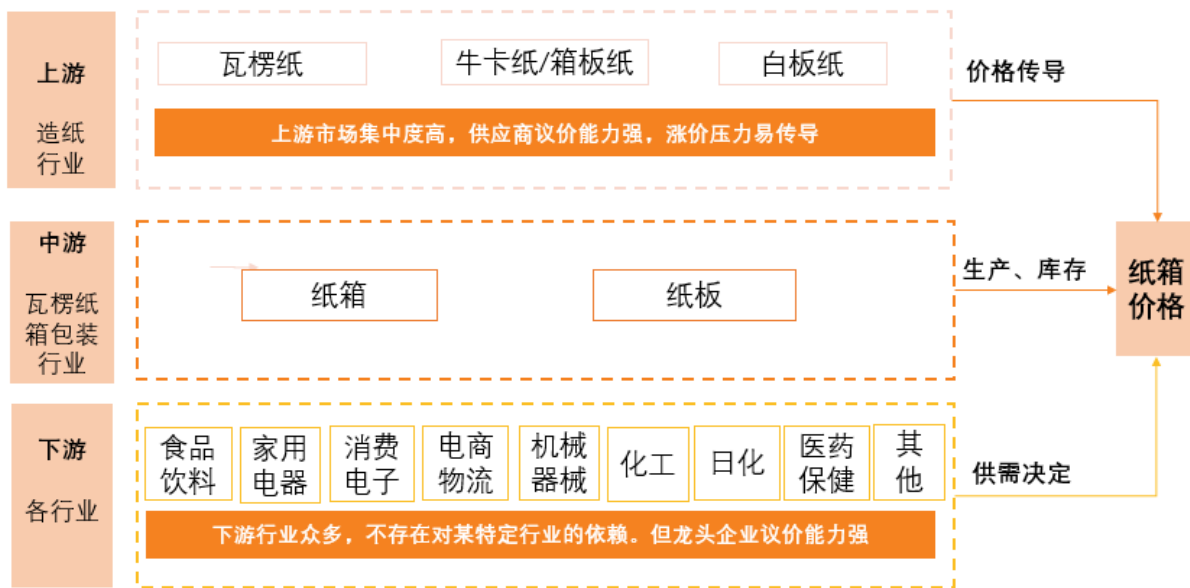 上游
造纸
行业
瓦楞纸
牛卡纸/箱板纸
白板纸
上游市场集中度高，供应商议价能力强，涨价压力易传导
价格传导
中游
瓦楞纸
箱包装
行业
纸箱
纸板
生产、库存
纸箱
价格
下游
各行业
食品
饮料
家用
电器
消费
电子
电商
物流
机械
器械
化工
日化
医药
保健
其
他
下游行业众多，不存在对某特定行业的依赖。但龙头企业议价能力强
供需决定